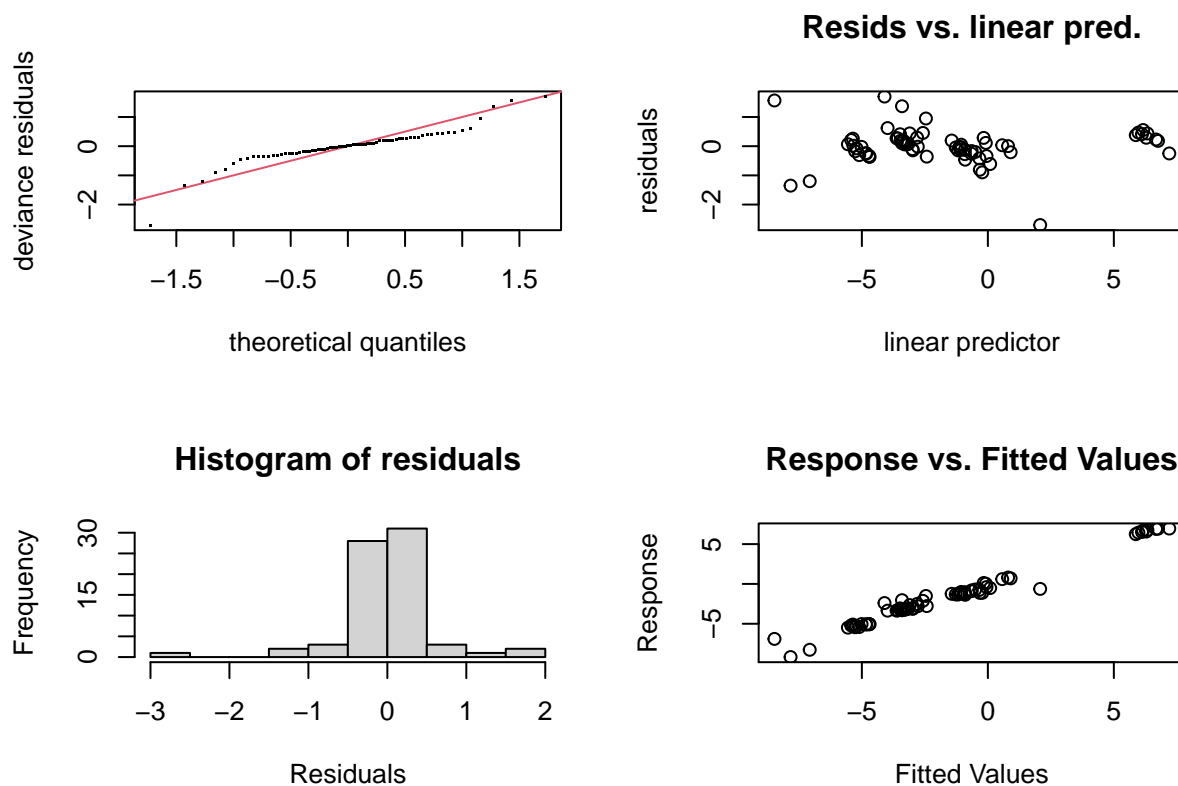 deviance residuals
0
−2
−1.5
−0.5
0.5
1.5
theoretical quantiles
Resids vs. linear pred.
residuals
0
−2
−5
0
5
linear predictor
Histogram of residuals
Frequency
30
15
0
−3
−2
−1
0
1
2
Residuals
Response vs. Fitted Values
Response
5
−5
−5
0
5
Fitted Values